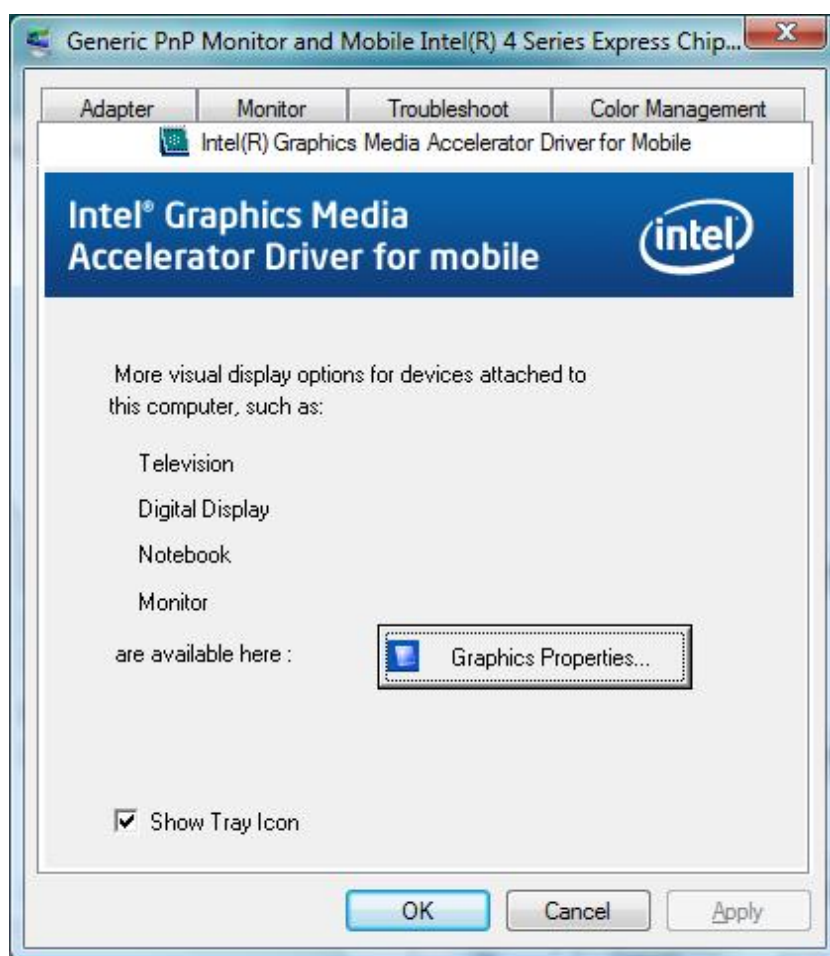 Generic PnP Monitor and Mobile Intel(R) 4 Series Express Chip...
Adapter
Monitor
Troubleshoot
Color Management
Intel(R) Graphics Media Accelerator Driver for Mobile
Intel® Graphics Media
Accelerator Driver for mobile
intel
More visual display options for devices attached to
this computer, such as:
Television
Digital Display
Notebook
Monitor
are available here :
Graphics Properties...
Show Tray Icon
OK
Cancel
Apply